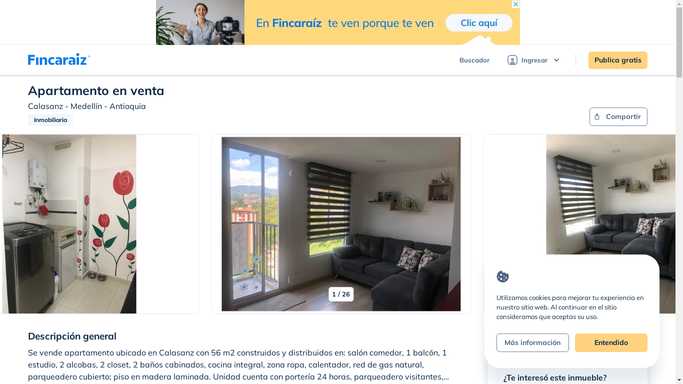 En Fincaraíz te ven porque te ven
Clic aquí
Fincaraiz
Buscador
Ingresar
Publica gratis
Apartamento en venta
Calasanz - Medellín - Antioquia
Inmobiliaria
Compartir
1 / 26
Utilizamos cookies para mejorar tu experiencia en
nuestro sitio web. Al continuar en el sitio
consideramos que aceptas su uso.
Más información
Entendido
Descripción general
Se vende apartamento ubicado en Calasanz con 56 m2 construidos y distribuidos en: salón comedor, 1 balcón, 1
estudio, 2 alcobas, 2 closet, 2 baños cabinados, cocina integral, zona ropa, calentador, red de gas natural,
parqueadero cubierto; piso en madera laminada. Unidad cuenta con portería 24 horas, parqueadero visitantes,...
¿Te interesó este inmueble?